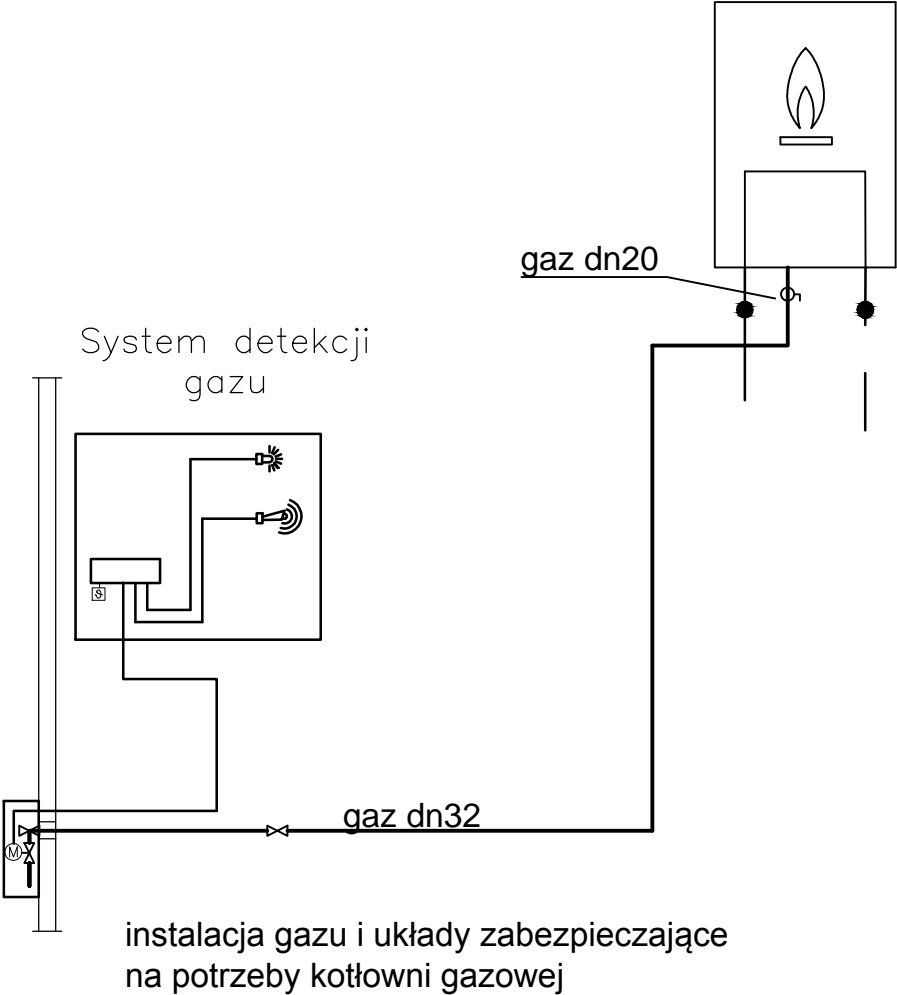 gaz dn20
System detekcji
gazu
ϑ
gaz dn32
M
instalacja gazu i układy zabezpieczające
na potrzeby kotłowni gazowej